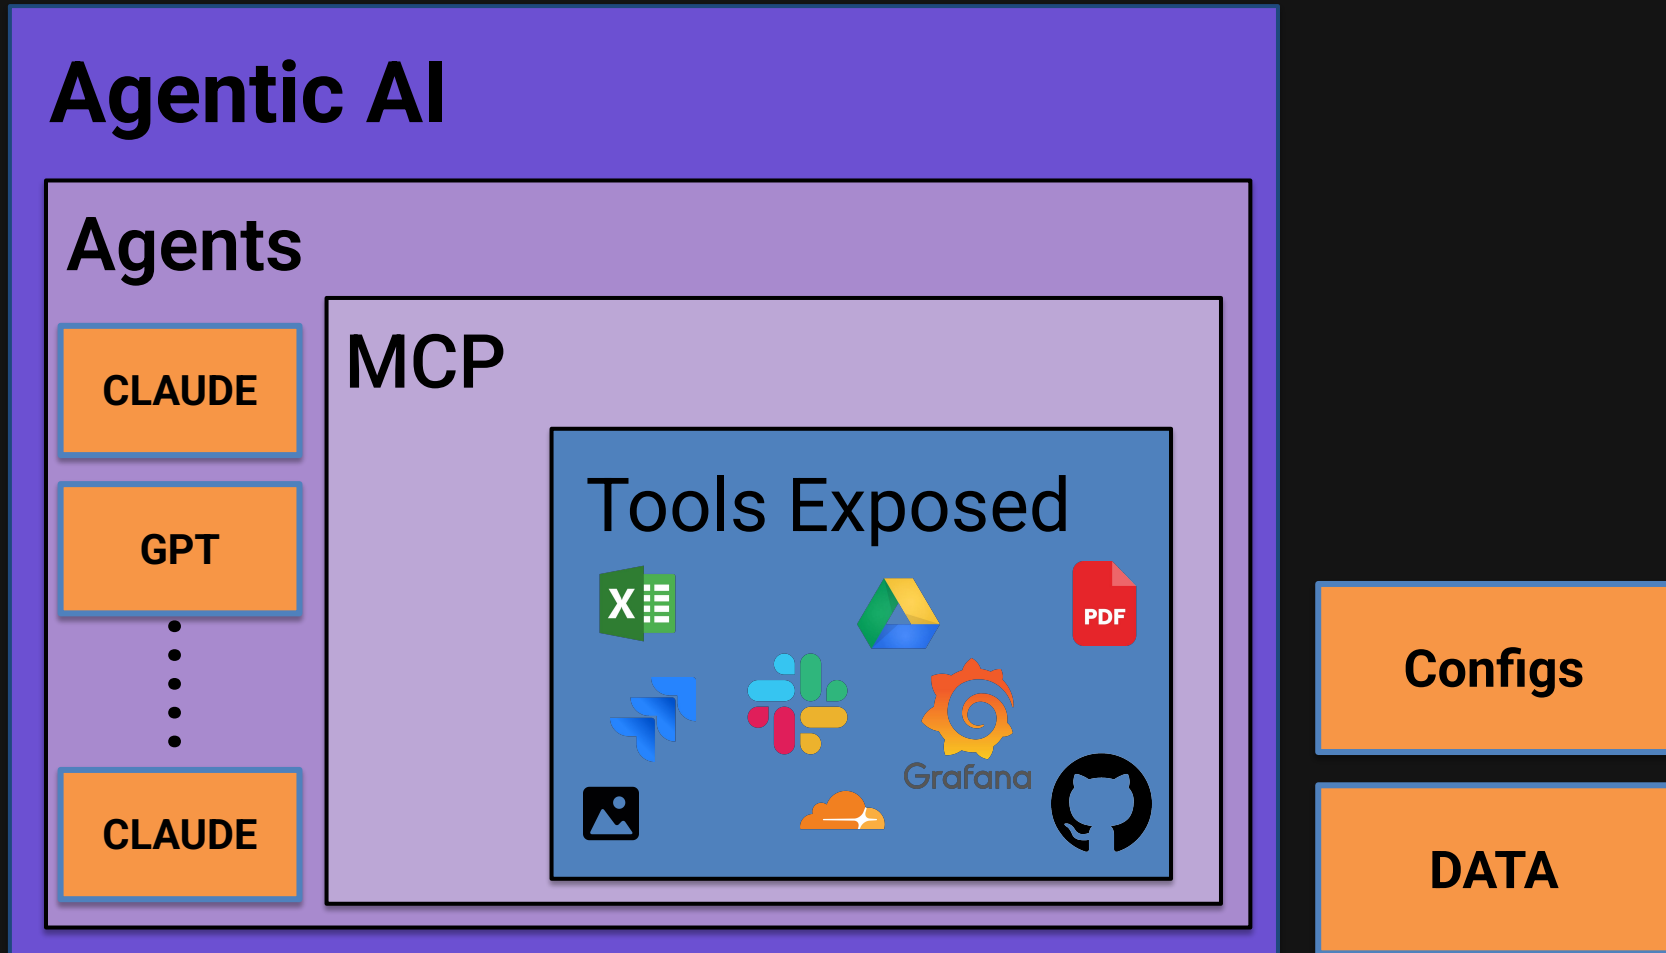 Agentic AI
Agents
CLAUDE
GPT
CLAUDE
MCP
Tools Exposed
X
PDF
Grafana
Configs
DATA